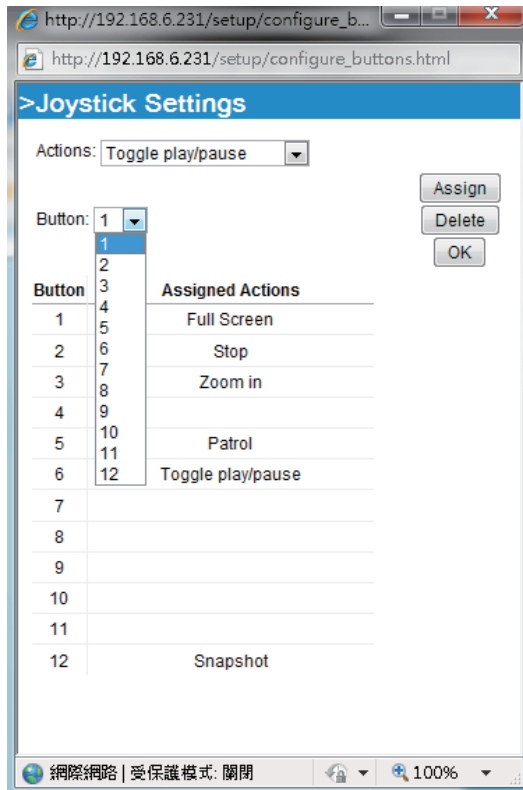 http://192.168.6.231/setup/configure_b...
http://192.168.6.231/setup/configure_buttons.html
>Joystick Settings
Actions: Toggle play/pause
Assign
Button: 1
Delete
OK
1
2
3
4
5
6
7
8
9
10
11
12
Button Assigned Actions
1 Full Screen
2 Stop
3 Zoom in
4
5 Patrol
6 Toggle play/pause
7
8
9
10
11
12 Snapshot
網際網路 | 受保護模式: 關閉 100%